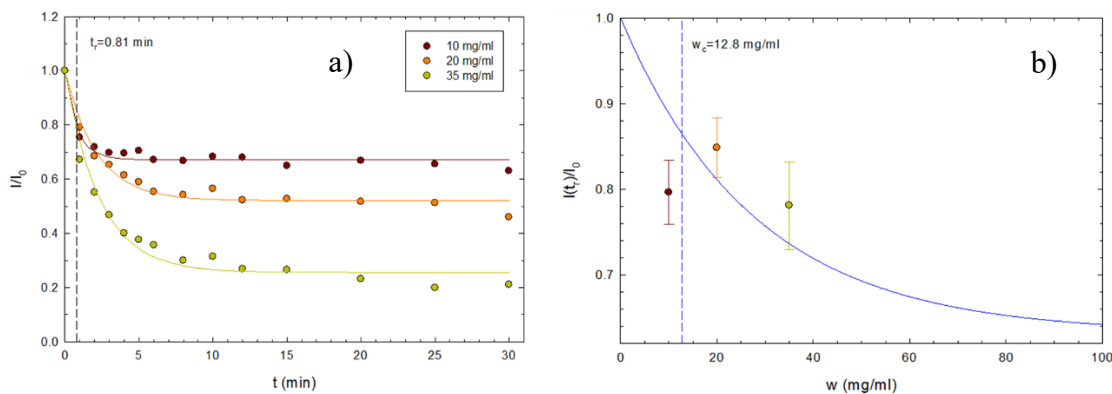 1.2
1.0
0.8
0.6
0.4
0.2
0.0
I/I0
tr=0.81 min
a)
10 mg/ml
20 mg/ml
35 mg/ml
0 5 10 15 20 25 30
t (min)
1.0
0.9
0.8
0.7
I(tr)/I0
wc=12.8 mg/ml
b)
0 20 40 60 80 100
w (mg/ml)